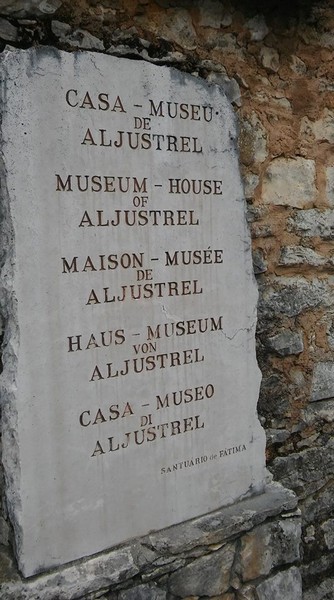 CASA - MUSEU
DE
ALJUSTREL
MUSEUM - HOUSE
OF
ALJUSTREL
MAISON - MUSÉE
DE
ALJUSTREL
HAUS - MUSEUM
VON
ALJUSTREL
CASA - MUSEO
DI
ALJUSTREL
SANTUÁRIO de FÁTIMA